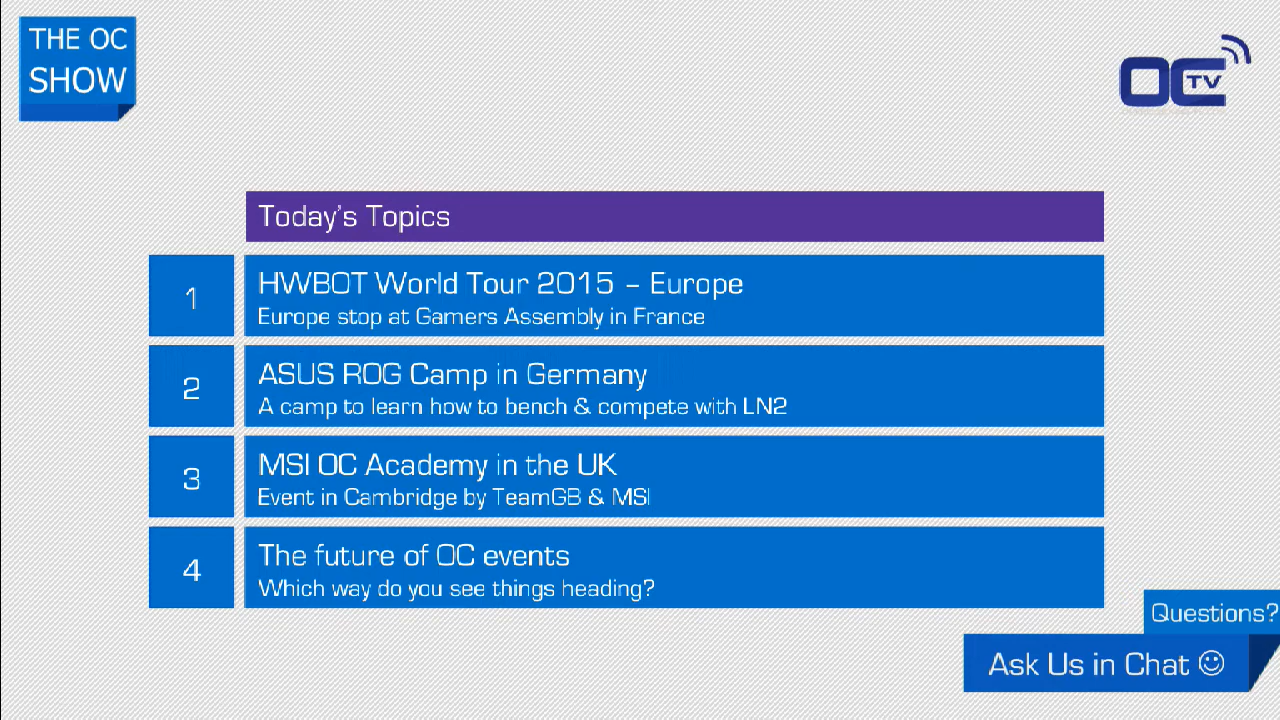 THE OC
SHOW
OC TV
Today's Topics
1
HWBOT World Tour 2015 – Europe
Europe stop at Gamers Assembly in France
2
ASUS ROG Camp in Germany
A camp to learn how to bench & compete with LN2
3
MSI OC Academy in the UK
Event in Cambridge by TeamGB & MSI
4
The future of OC events
Which way do you see things heading?
Questions?
Ask Us in Chat ☺